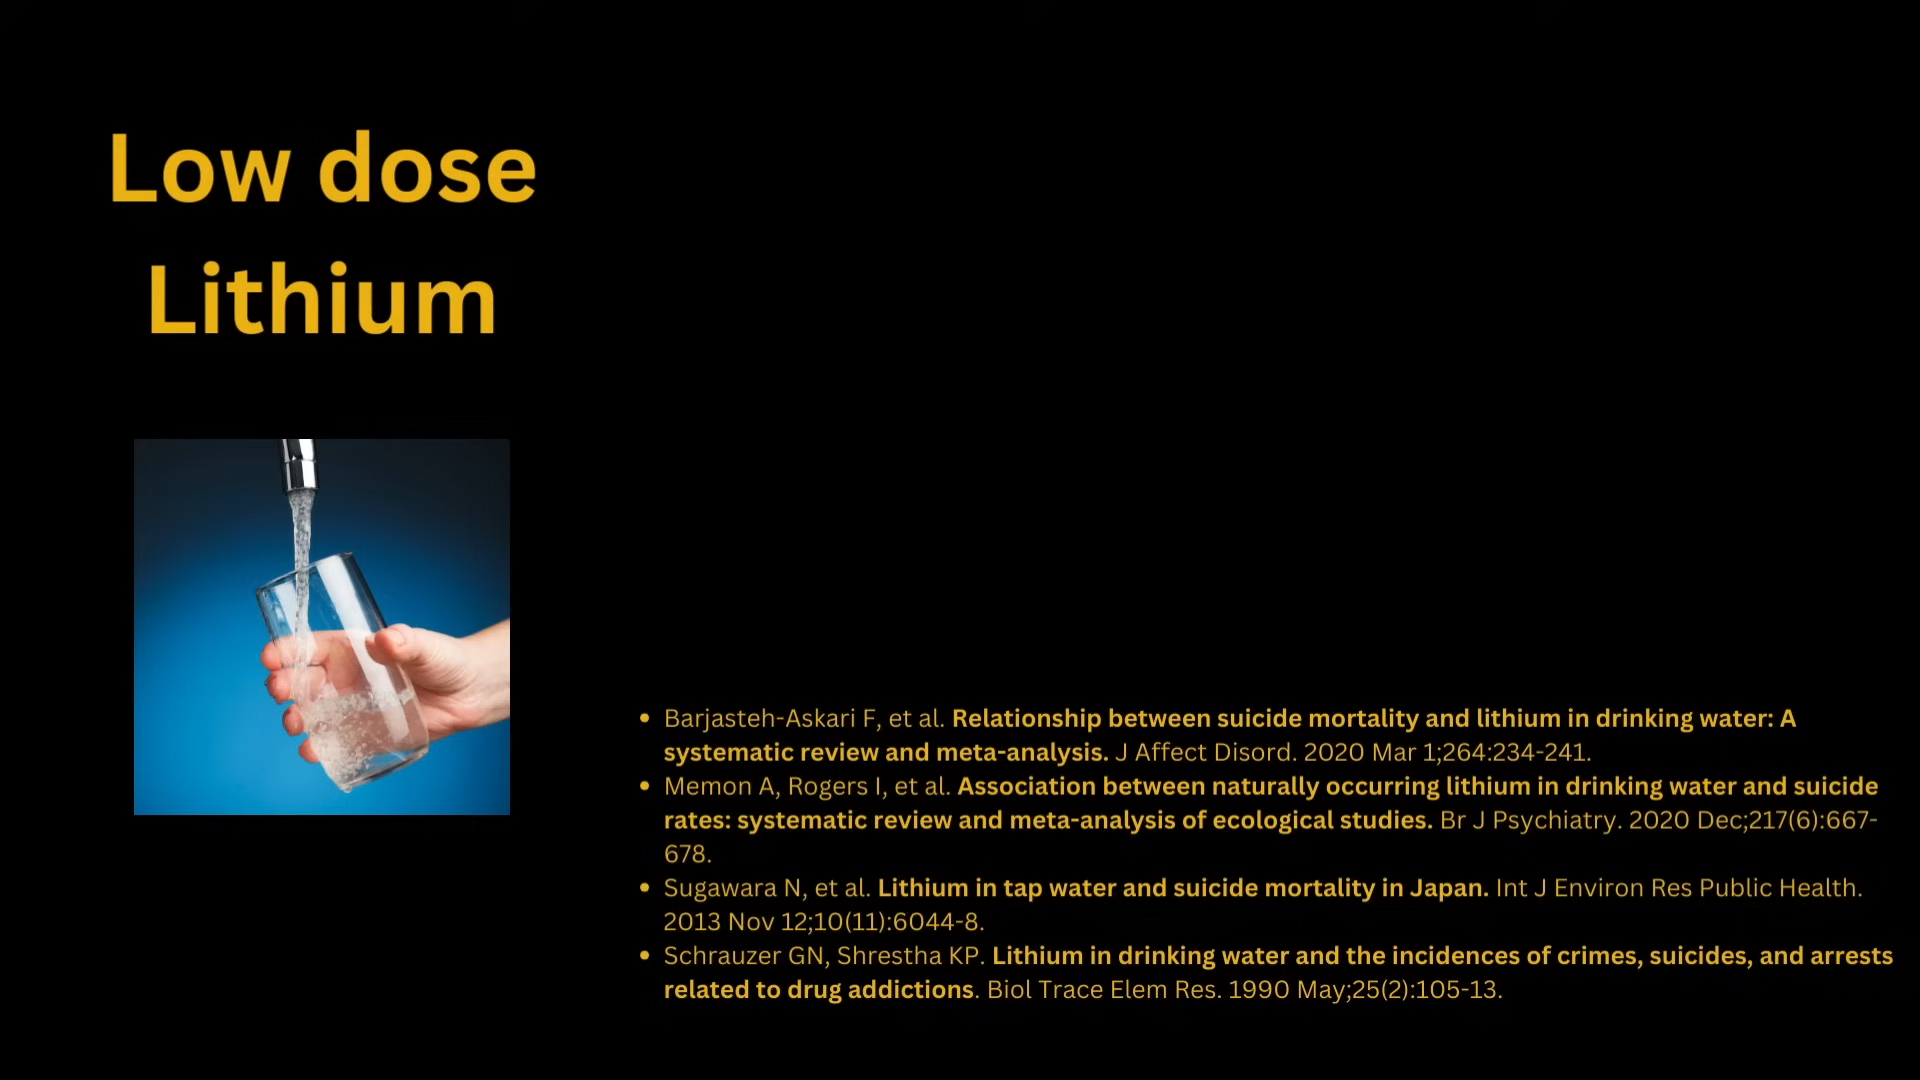 Low dose
Lithium
• Barjasteh-Askari F, et al. Relationship between suicide mortality and lithium in drinking water: A
systematic review and meta-analysis. J Affect Disord. 2020 Mar 1;264:234-241.
• Memon A, Rogers I, et al. Association between naturally occurring lithium in drinking water and suicide
rates: systematic review and meta-analysis of ecological studies. Br J Psychiatry. 2020 Dec;217(6):667-
678.
• Sugawara N, et al. Lithium in tap water and suicide mortality in Japan. Int J Environ Res Public Health.
2013 Nov 12;10(11):6044-8.
• Schrauzer GN, Shrestha KP. Lithium in drinking water and the incidences of crimes, suicides, and arrests
related to drug addictions. Biol Trace Elem Res. 1990 May;25(2):105-13.